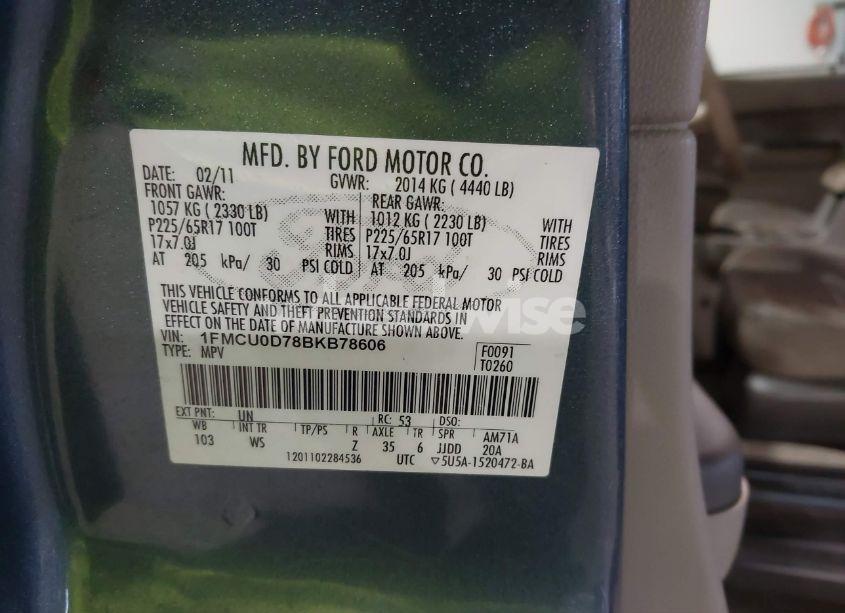 MFD. BY FORD MOTOR CO.
DATE: 02/11 GVWR: 2014 KG ( 4440 LB)
FRONT GAWR: REAR GAWR:
1057 KG ( 2330 LB) WITH 1012 KG ( 2230 LB) WITH
P225/65R17 100T TIRES P225/65R17 100T TIRES
17x7.0J RIMS 17x7.0J RIMS
AT 205 kPa/ 30 PSI COLD AT 205 kPa/ 30 PSI COLD
THIS VEHICLE CONFORMS TO ALL APPLICABLE FEDERAL MOTOR
VEHICLE SAFETY AND THEFT PREVENTION STANDARDS IN
EFFECT ON THE DATE OF MANUFACTURE SHOWN ABOVE.
VIN: 1FMCU0D78BKB78606
TYPE: MPV
F0091
T0260
EXT PNT: UN RC: 53 DSO:
WB INT TR TP/PS R AXLE TR SPR AM71A
103 WS Z 35 6 JJDD 20A
1201102284536 UTC ▽5U5A-1520472-BA